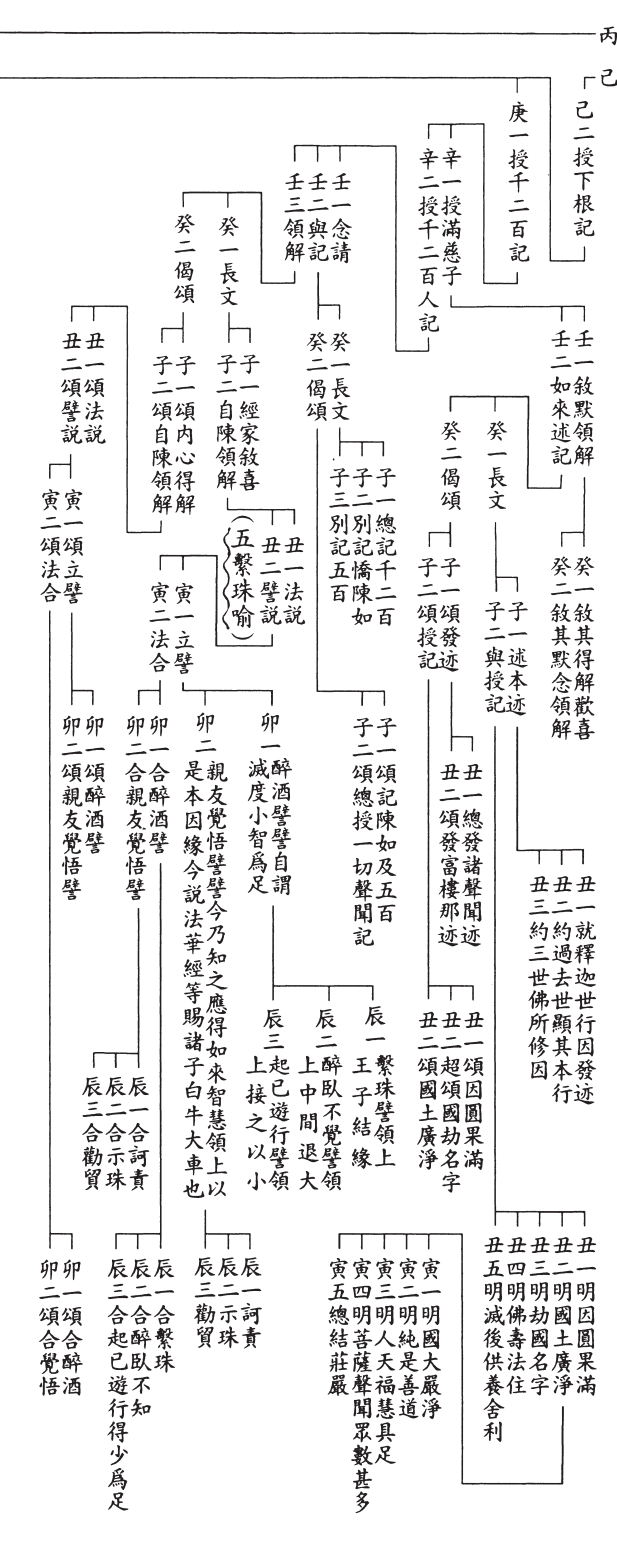 丙
己
己二授下根記
庚一授千二百記
辛一授滿慈子
辛二授千二百人記
壬一敘默領解
壬二如來述記
癸一敘其得解歡喜
癸二敘其默念領解
癸一長文
癸二偈頌
子一述本迹
子二與授記
丑一就釋迦世行因發迹
丑二約過去世顯其本行
丑三約三世佛所修因
丑一明因圓果滿
丑二明國土廣淨
丑三明劫國名字
丑四明佛壽法住
丑五明滅後供養舍利
寅一明國大嚴淨
寅二明純是善道
寅三明人天福慧具足
寅四明菩薩聲聞眾數甚多
寅五總結莊嚴
子一頌發迹
子二頌授記
丑一總發諸聲聞迹
丑二頌發富樓那迹
丑一頌因圓果滿
丑二超頌國劫名字
丑二頌國土廣淨
壬一念請
壬二與記
壬三領解
癸一長文
癸二偈頌
子一總記千二百
子二別記憍陳如
子三別記五百
子一頌記陳如及五百
子二頌總授一切聲聞記
癸一長文
癸二偈頌
子一經家敘喜
子二自陳領解
丑一法説
丑二譬説
（五繫珠喻）
寅一立譬
寅二法合
卯一醉酒譬譬自謂滅度小智爲足
卯二親友覺悟譬譬今乃知之應得如來智慧領上以是本因緣今説法華經等賜諸子白牛大車也
辰一繫珠譬領上王子結緣
辰二醉臥不覺譬領上中間退大
辰三起已遊行譬領上接之以小
辰一訶責
辰二示珠
辰三勸貿
卯一合醉酒譬
卯二合親友覺悟譬
辰一合繫珠
辰二合醉臥不知
辰三合起已遊行得少爲足
辰一合訶責
辰二合示珠
辰三合勸貿
子一頌内心得解
子二頌自陳領解
丑一頌法説
丑二頌譬説
寅一頌立譬
寅二頌法合
卯一頌醉酒譬
卯二頌親友覺悟譬
卯一頌合醉酒
卯二頌合覺悟